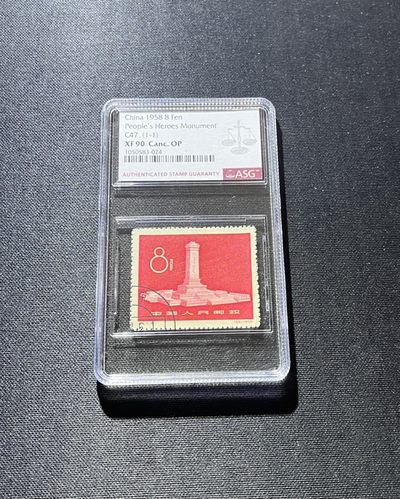 China 1958 8 Fen
People's Heroes Monument
C47. (1-1)
XF 90 Canc. OP
1050583-024
AUTHENTICATED STAMP GUARANTY ASG
8分
中国人民邮政